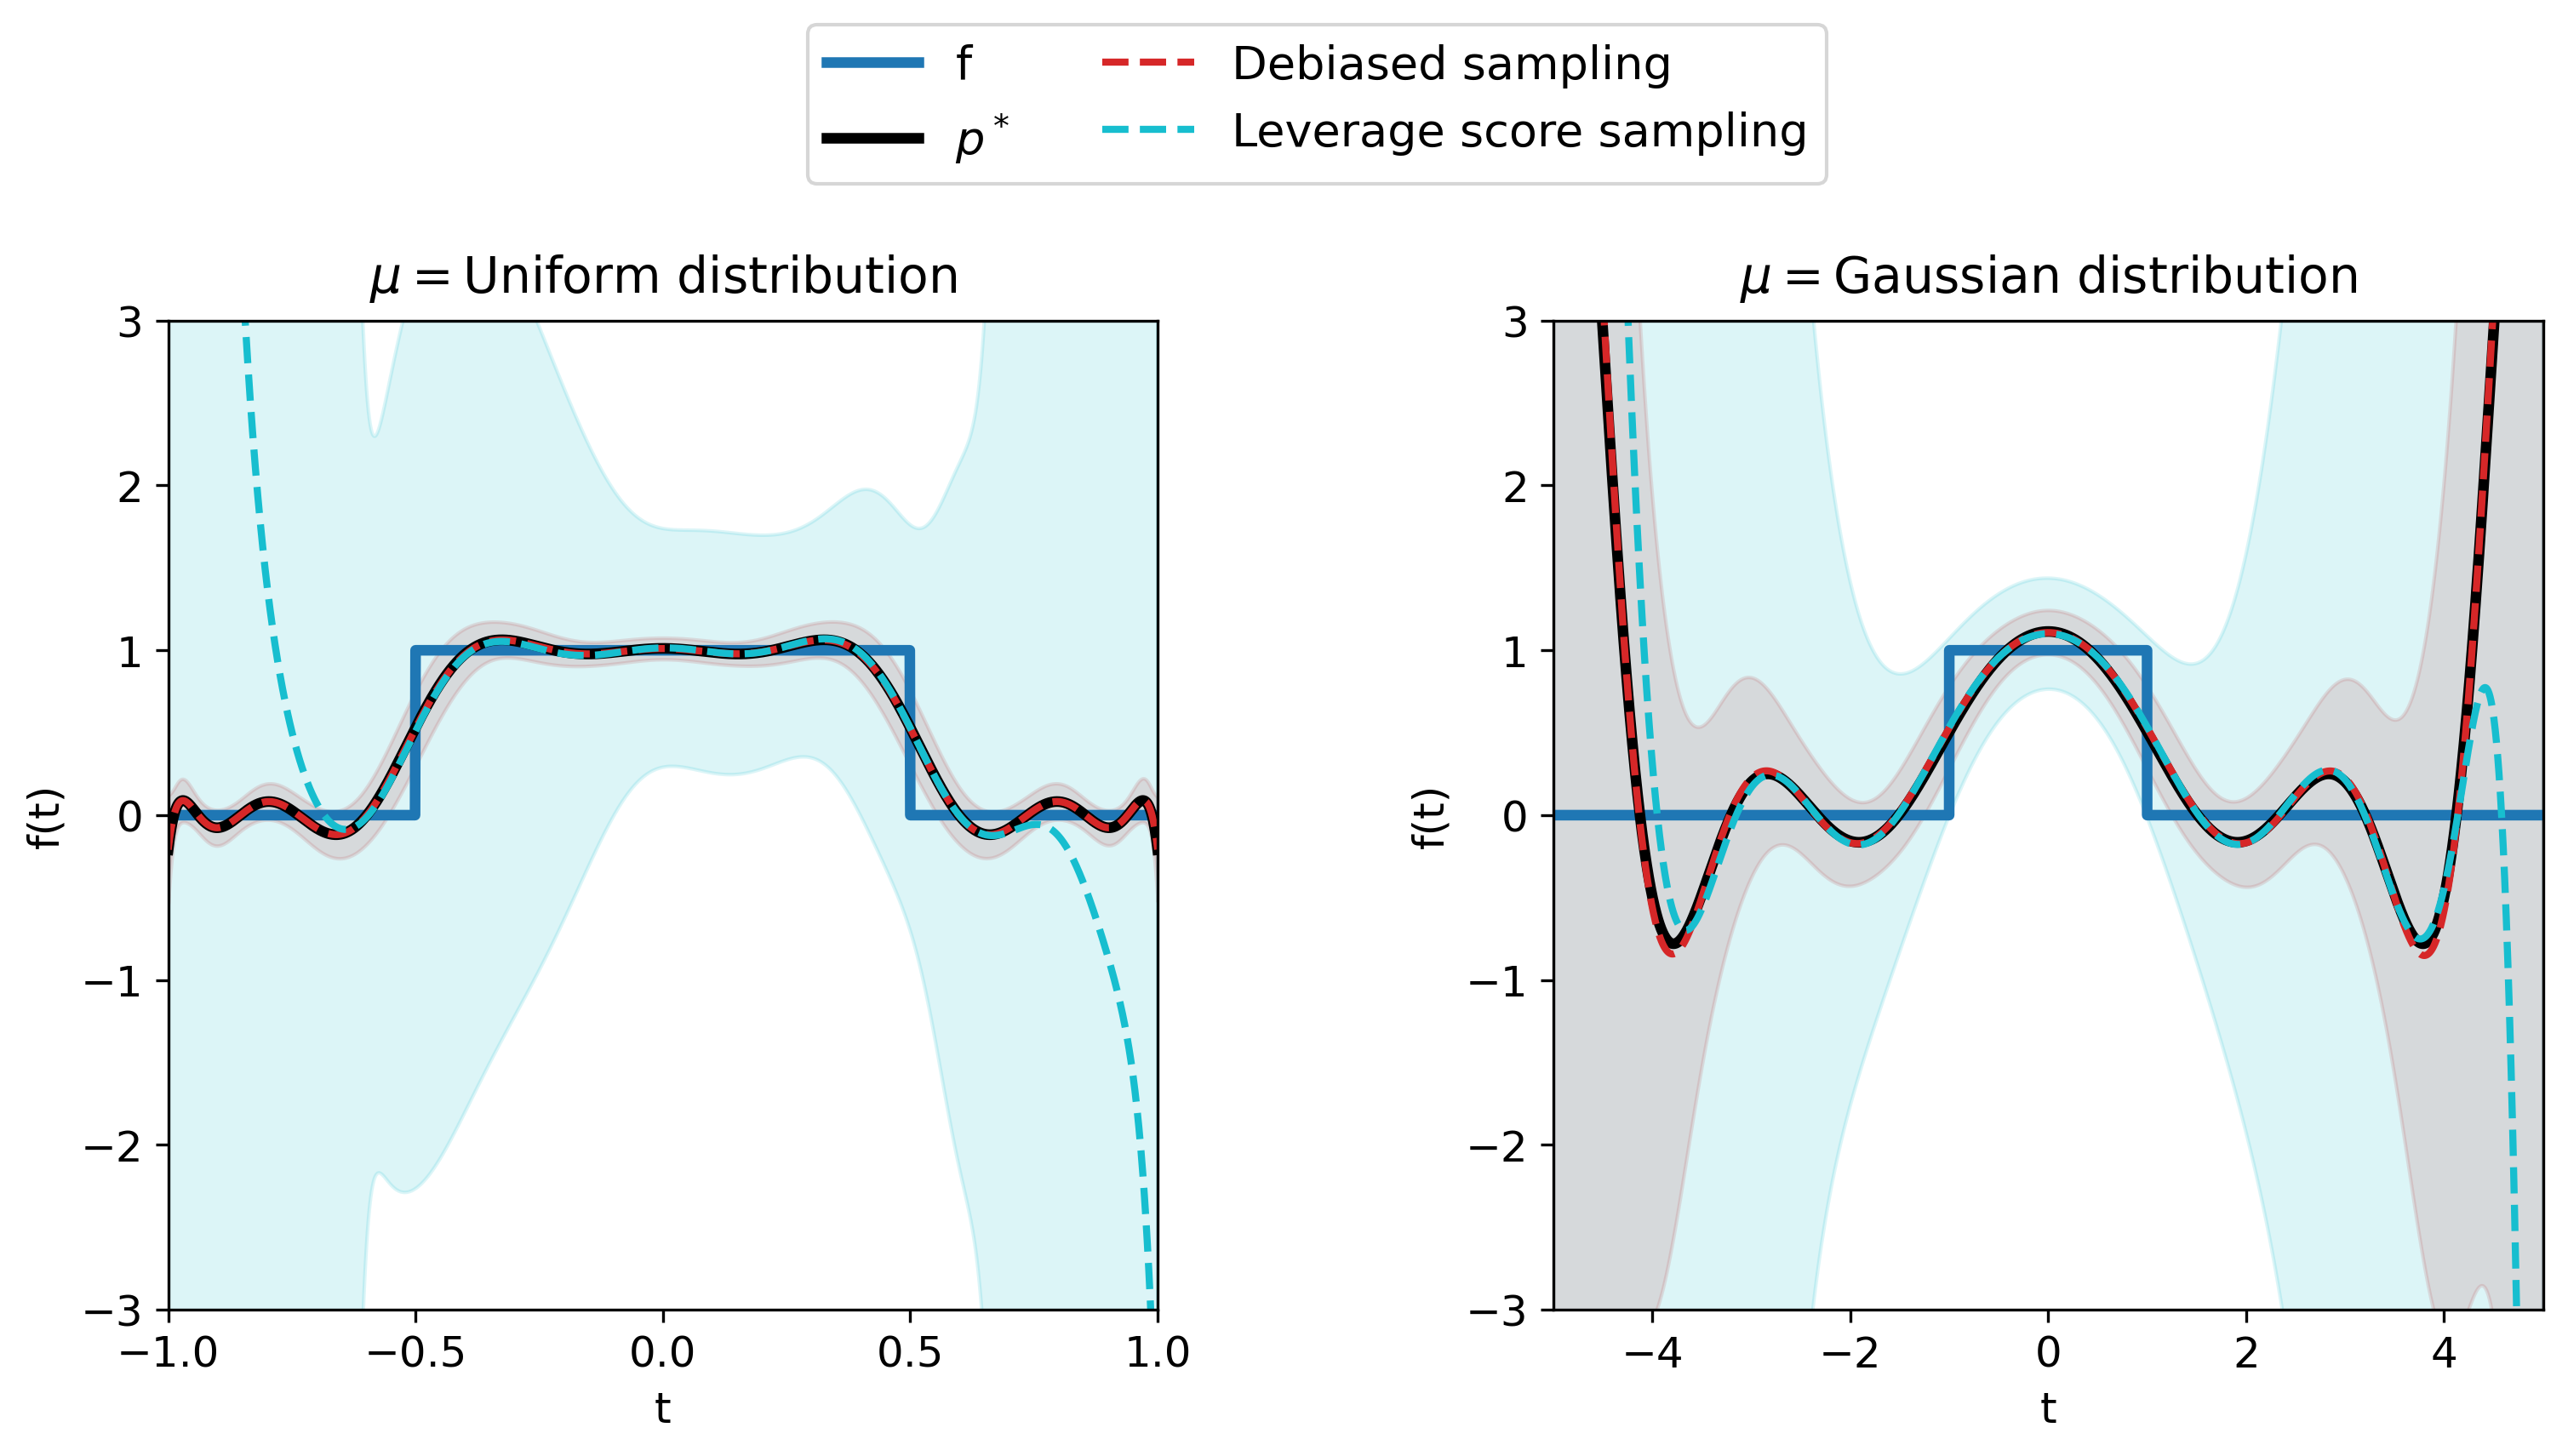 f
p*
Debiased sampling
Leverage score sampling
μ = Uniform distribution
3
2
1
0
−1
−2
−3
f(t)
−1.0 −0.5 0.0 0.5 1.0
t
μ = Gaussian distribution
3
2
1
0
−1
−2
−3
f(t)
−4 −2 0 2 4
t